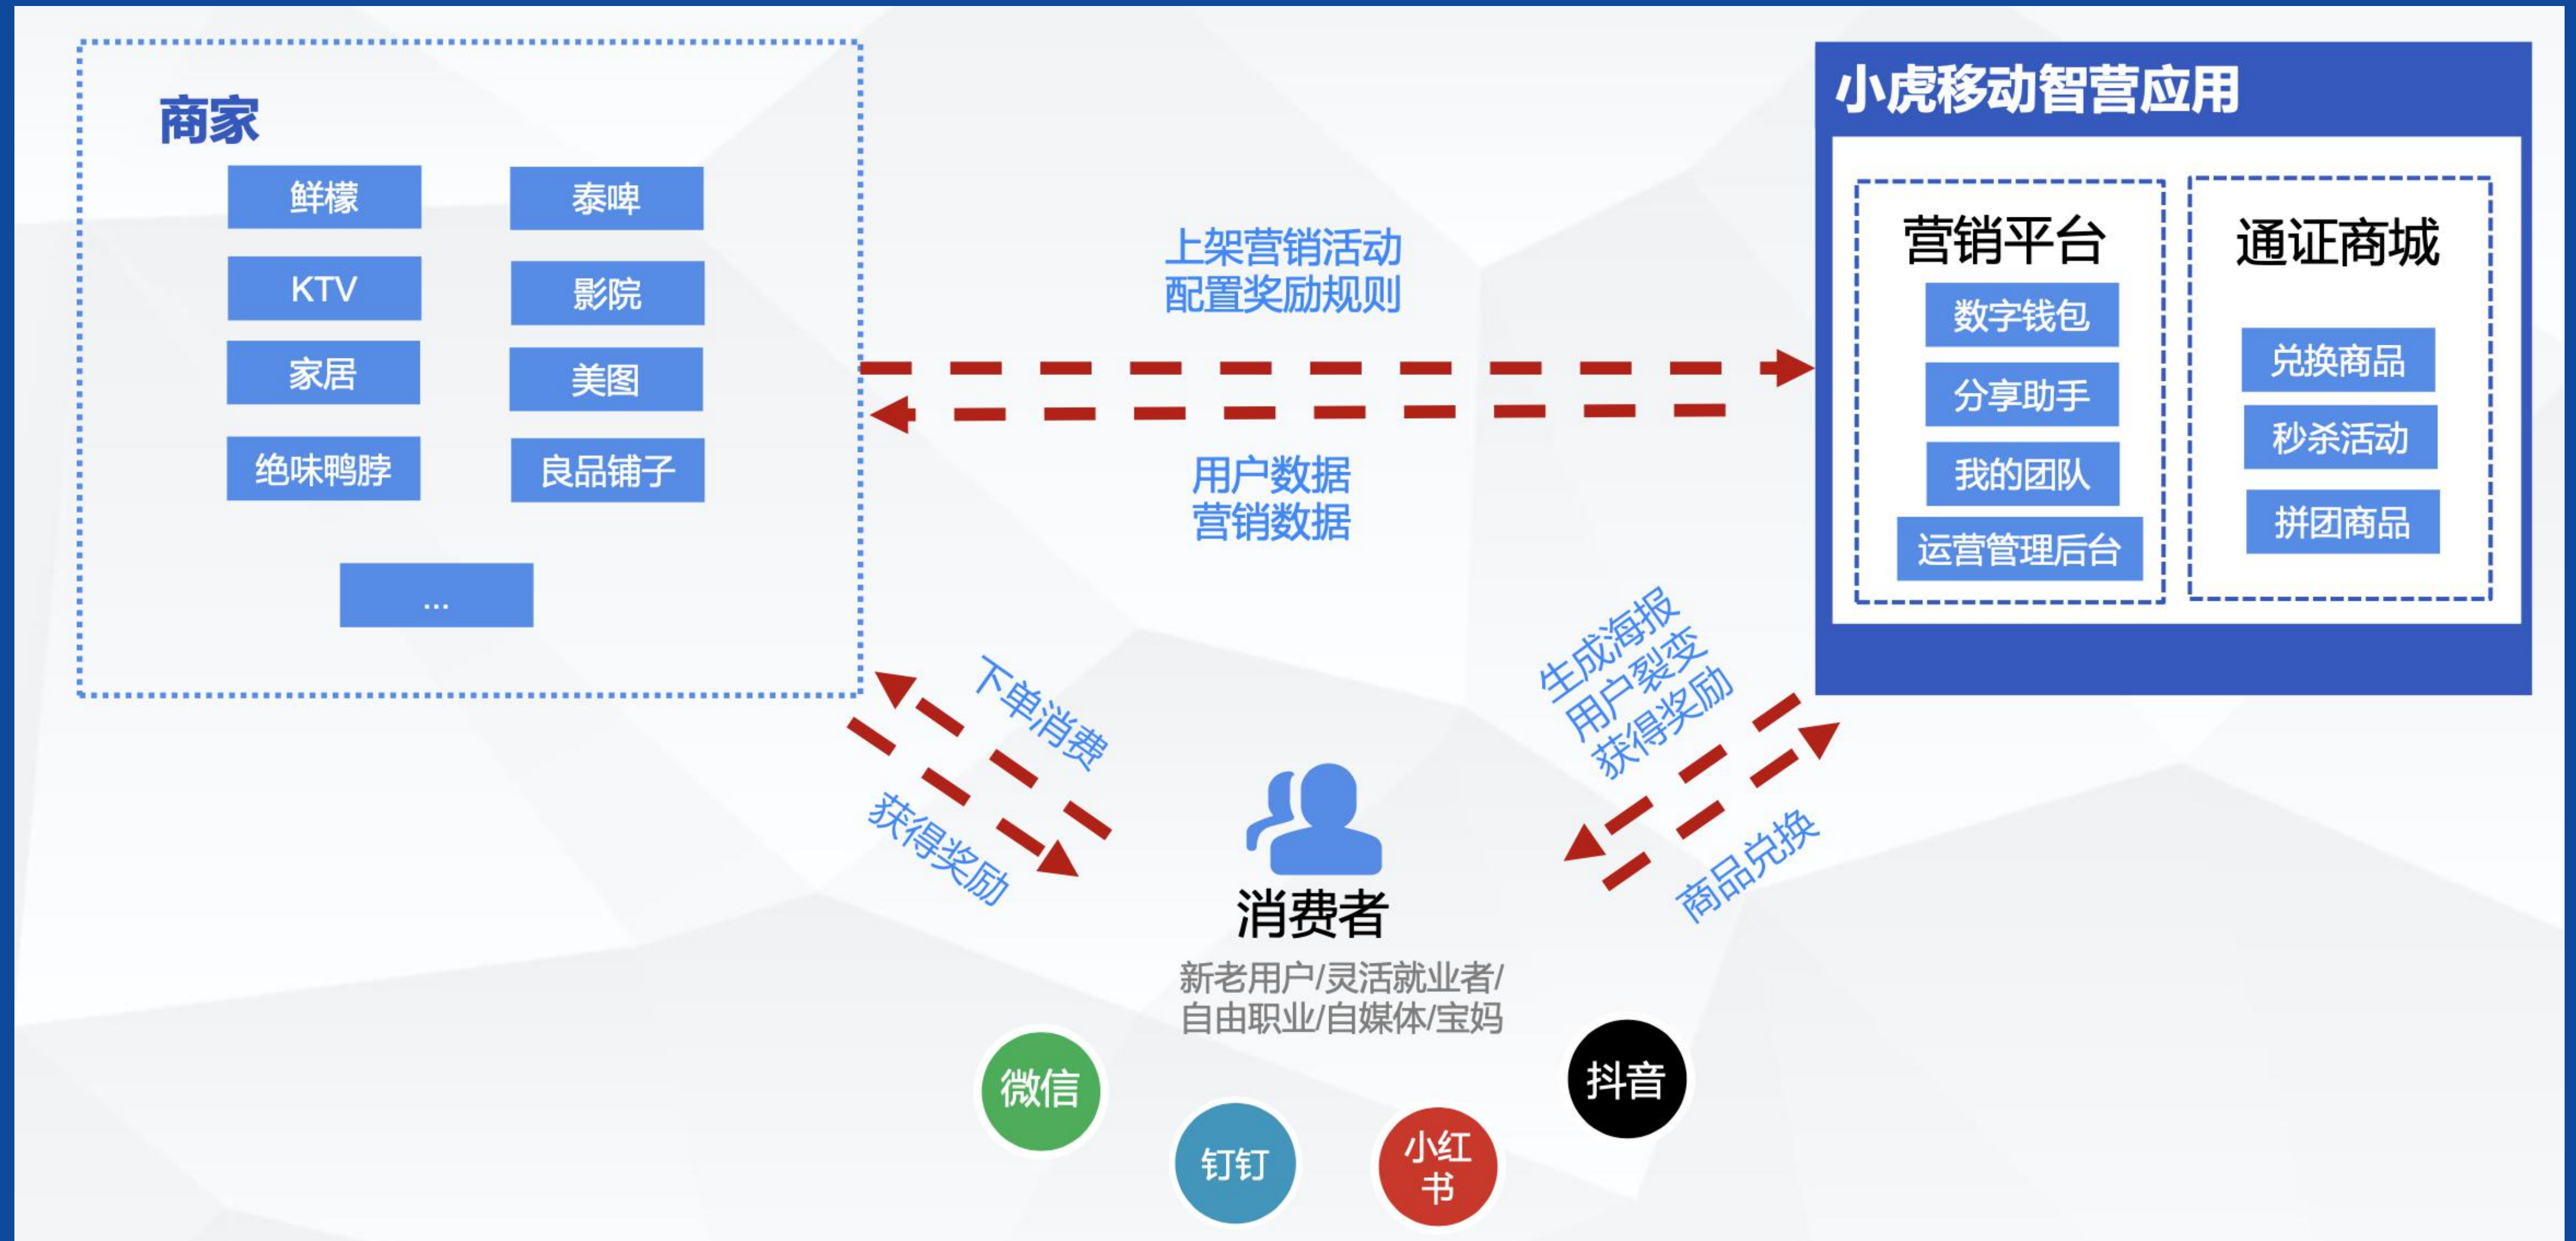 商家
鲜檬
泰啤
KTV
影院
家居
美图
绝味鸭脖
良品铺子
...
上架营销活动
配置奖励规则
用户数据
营销数据
小虎移动智营应用
营销平台
数字钱包
分享助手
我的团队
运营管理后台
通证商城
兑换商品
秒杀活动
拼团商品
下单消费
获得奖励
生成海报
用户裂变
获得奖励
商品兑换
消费者
新老用户/灵活就业者/
自由职业/自媒体/宝妈
微信
钉钉
小红
书
抖音